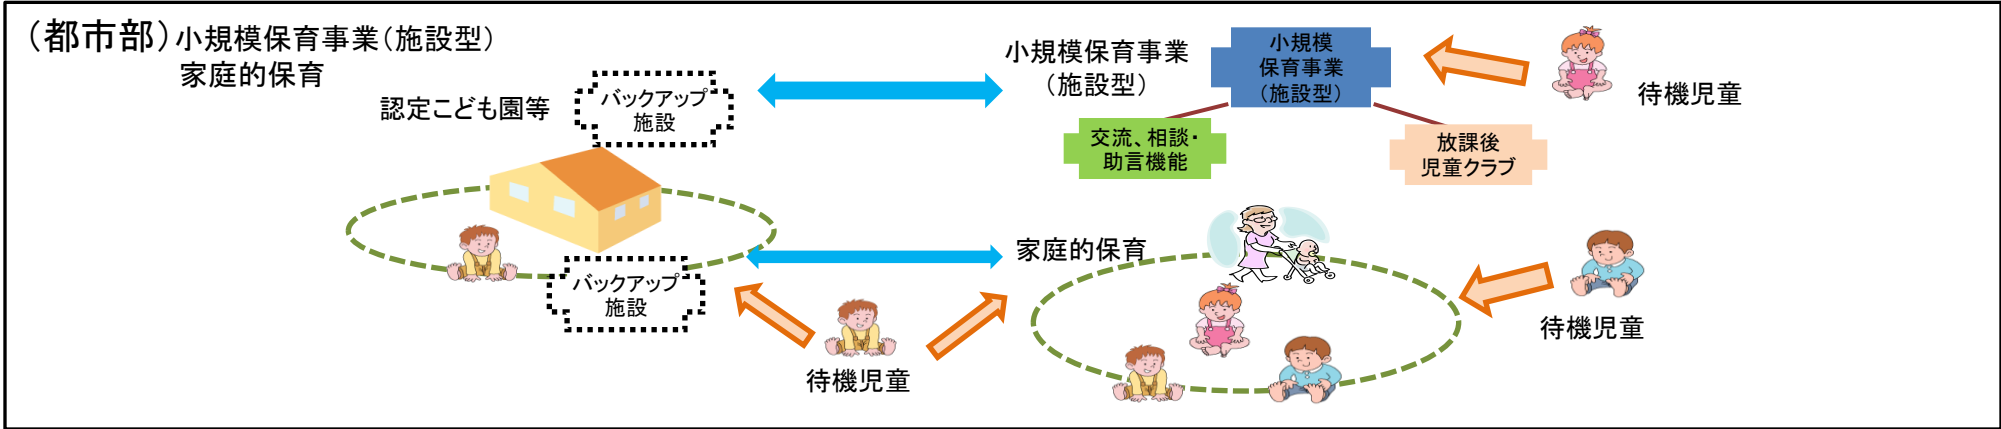 （都市部）小規模保育事業（施設型）
家庭的保育
認定こども園等
バックアップ
施設
小規模保育事業
（施設型）
小規模
保育事業
（施設型）
待機児童
交流、相談・
助言機能
放課後
児童クラブ
バックアップ
施設
家庭的保育
待機児童
待機児童